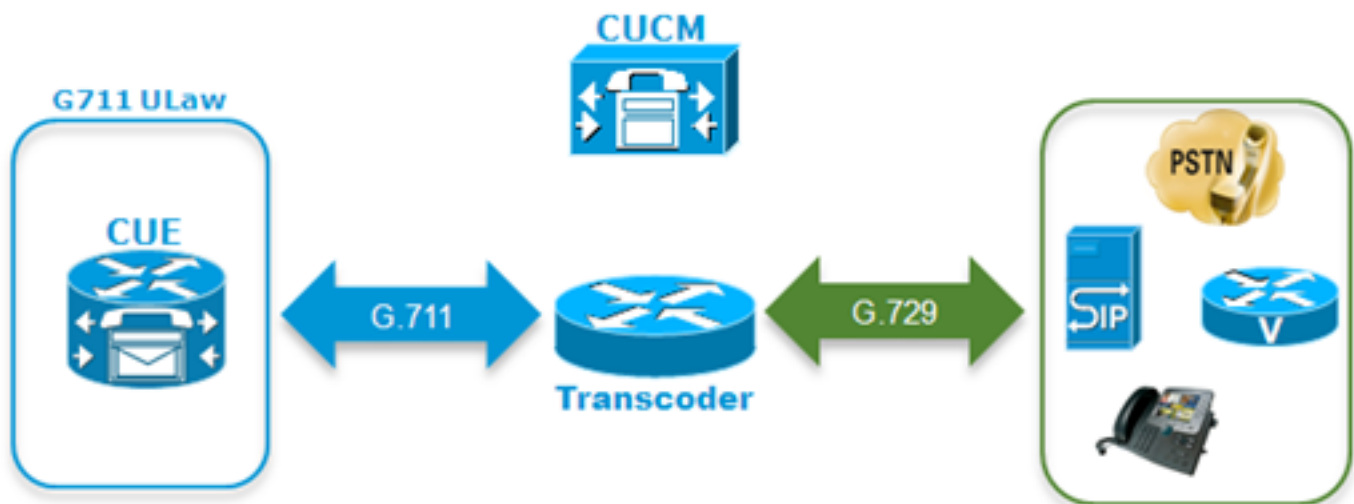 CUCM
G711 ULaw
PSTN
CUE
SIP
G.711
G.729
V
Transcoder